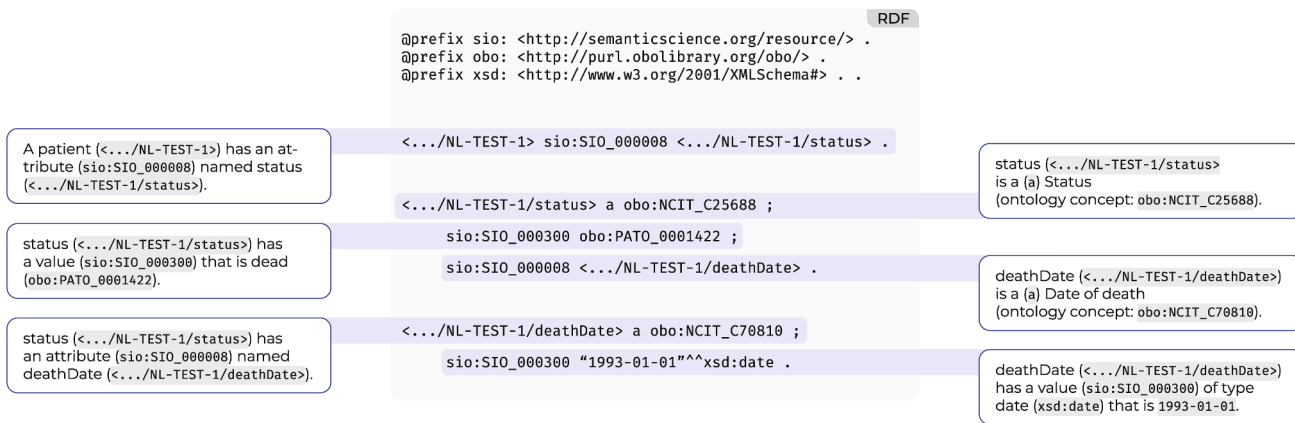 RDF
@prefix sio: <http://semanticscience.org/resource/> .
@prefix obo: <http://purl.obolibrary.org/obo/> .
@prefix xsd: <http://www.w3.org/2001/XMLSchema#> . .
<.../NL-TEST-1> sio:SIO_000008 <.../NL-TEST-1/status> .
A patient (<.../NL-TEST-1>) has an at-
tribute (sio:SIO_000008) named status
(<.../NL-TEST-1/status>).
status (<.../NL-TEST-1/status>
is a (a) Status
(ontology concept: obo:NCIT_C25688).
<.../NL-TEST-1/status> a obo:NCIT_C25688 ;
sio:SIO_000300 obo:PATO_0001422 ;
sio:SIO_000008 <.../NL-TEST-1/deathDate> .
status (<.../NL-TEST-1/status>) has
a value (sio:SIO_000300) that is dead
(obo:PATO_0001422).
deathDate (<.../NL-TEST-1/deathDate>)
is a (a) Date of death
(ontology concept: obo:NCIT_C70810).
<.../NL-TEST-1/deathDate> a obo:NCIT_C70810 ;
sio:SIO_000300 “1993-01-01”^^xsd:date .
status (<.../NL-TEST-1/status>) has
an attribute (sio:SIO_000008) named
deathDate (<.../NL-TEST-1/deathDate>).
deathDate (<.../NL-TEST-1/deathDate>)
has a value (sio:SIO_000300) of type
date (xsd:date) that is 1993-01-01.